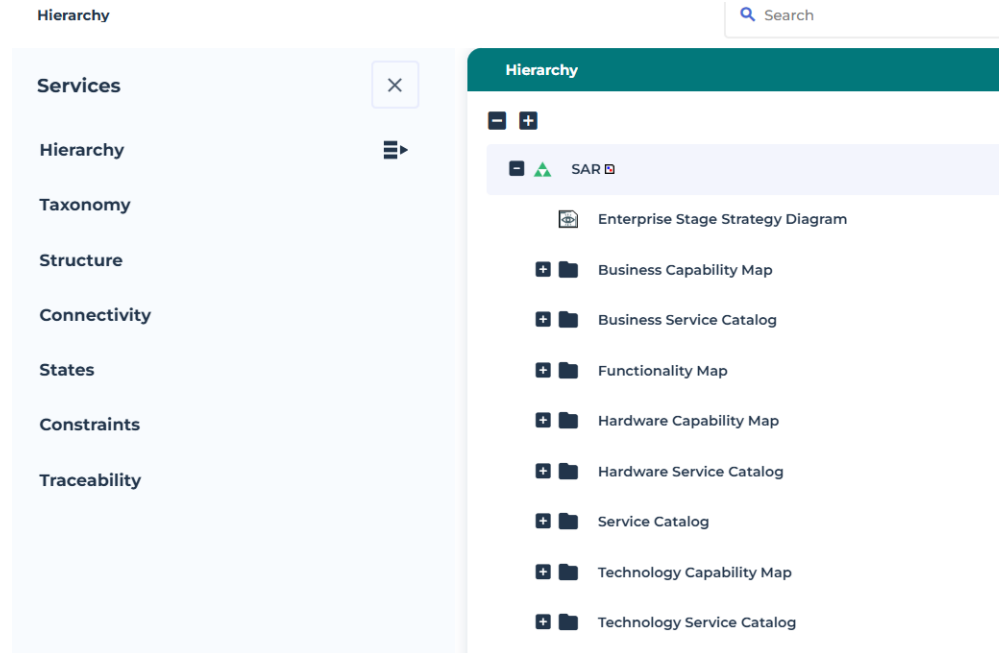 Hierarchy
Search
Services
Hierarchy
Taxonomy
Structure
Connectivity
States
Constraints
Traceability
Hierarchy
SAR
Enterprise Stage Strategy Diagram
Business Capability Map
Business Service Catalog
Functionality Map
Hardware Capability Map
Hardware Service Catalog
Service Catalog
Technology Capability Map
Technology Service Catalog